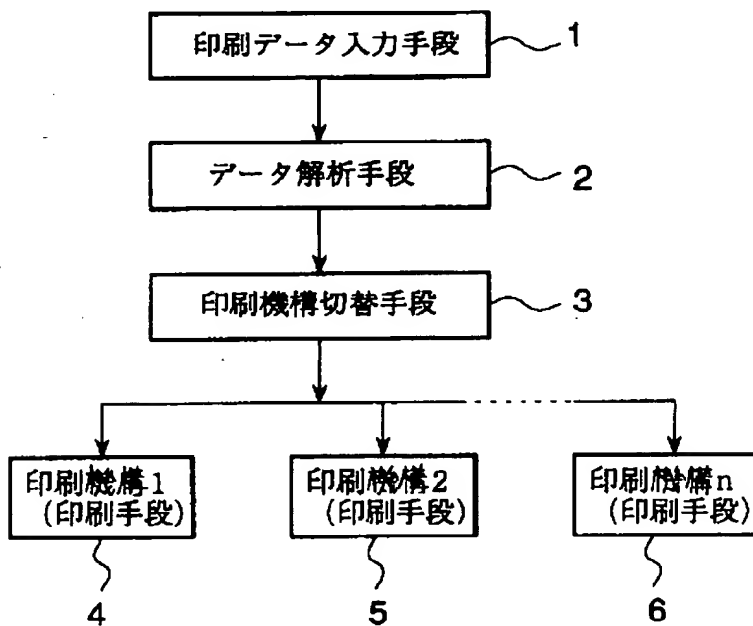 印刷データ入力手段 1
データ解析手段 2
印刷機構切替手段 3
印刷機構1 印刷機構2 印刷機構n
(印刷手段) (印刷手段) (印刷手段)
4 5 6